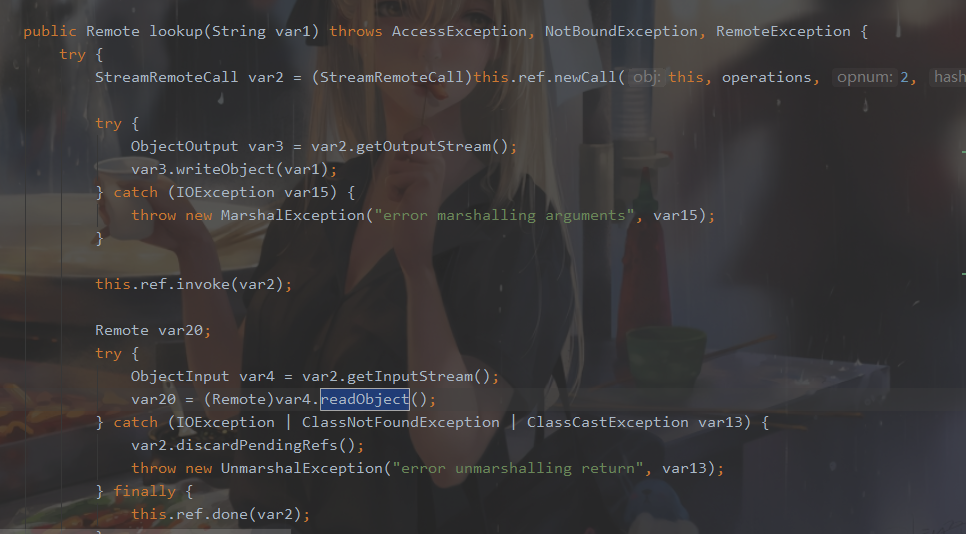 public Remote lookup(String var1) throws AccessException, NotBoundException, RemoteException {
try {
StreamRemoteCall var2 = (StreamRemoteCall)this.ref.newCall( obj: this, operations, opnum: 2, hash
try {
ObjectOutput var3 = var2.getOutputStream();
var3.writeObject(var1);
} catch (IOException var15) {
throw new MarshalException("error marshalling arguments", var15);
}
this.ref.invoke(var2);
Remote var20;
try {
ObjectInput var4 = var2.getInputStream();
var20 = (Remote)var4.readObject();
} catch (IOException | ClassNotFoundException | ClassCastException var13) {
var2.discardPendingRefs();
throw new UnmarshalException("error unmarshalling return", var13);
} finally {
this.ref.done(var2);
}